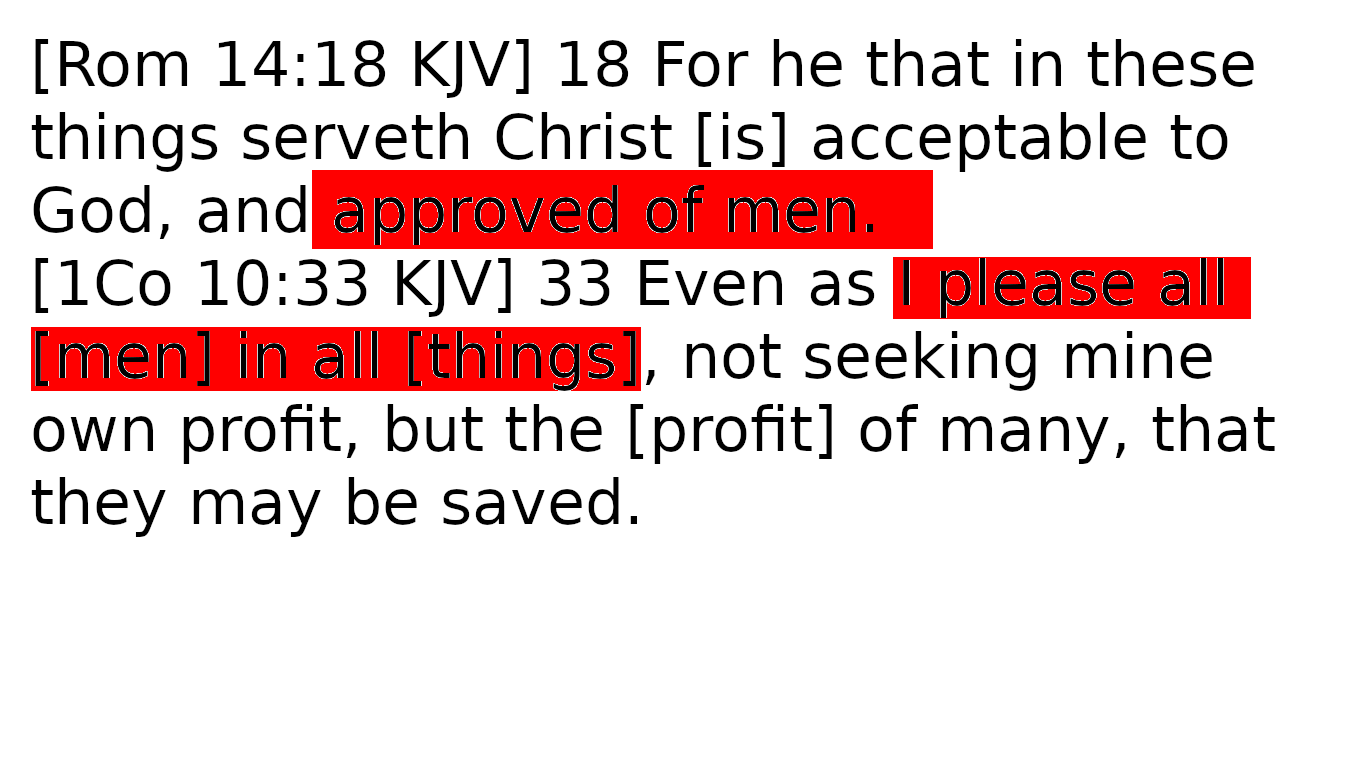 [Rom 14:18 KJV] 18 For he that in these
things serveth Christ [is] acceptable to
God, and approved of men.
[1Co 10:33 KJV] 33 Even as I please all
[men] in all [things], not seeking mine
own profit, but the [profit] of many, that
they may be saved.